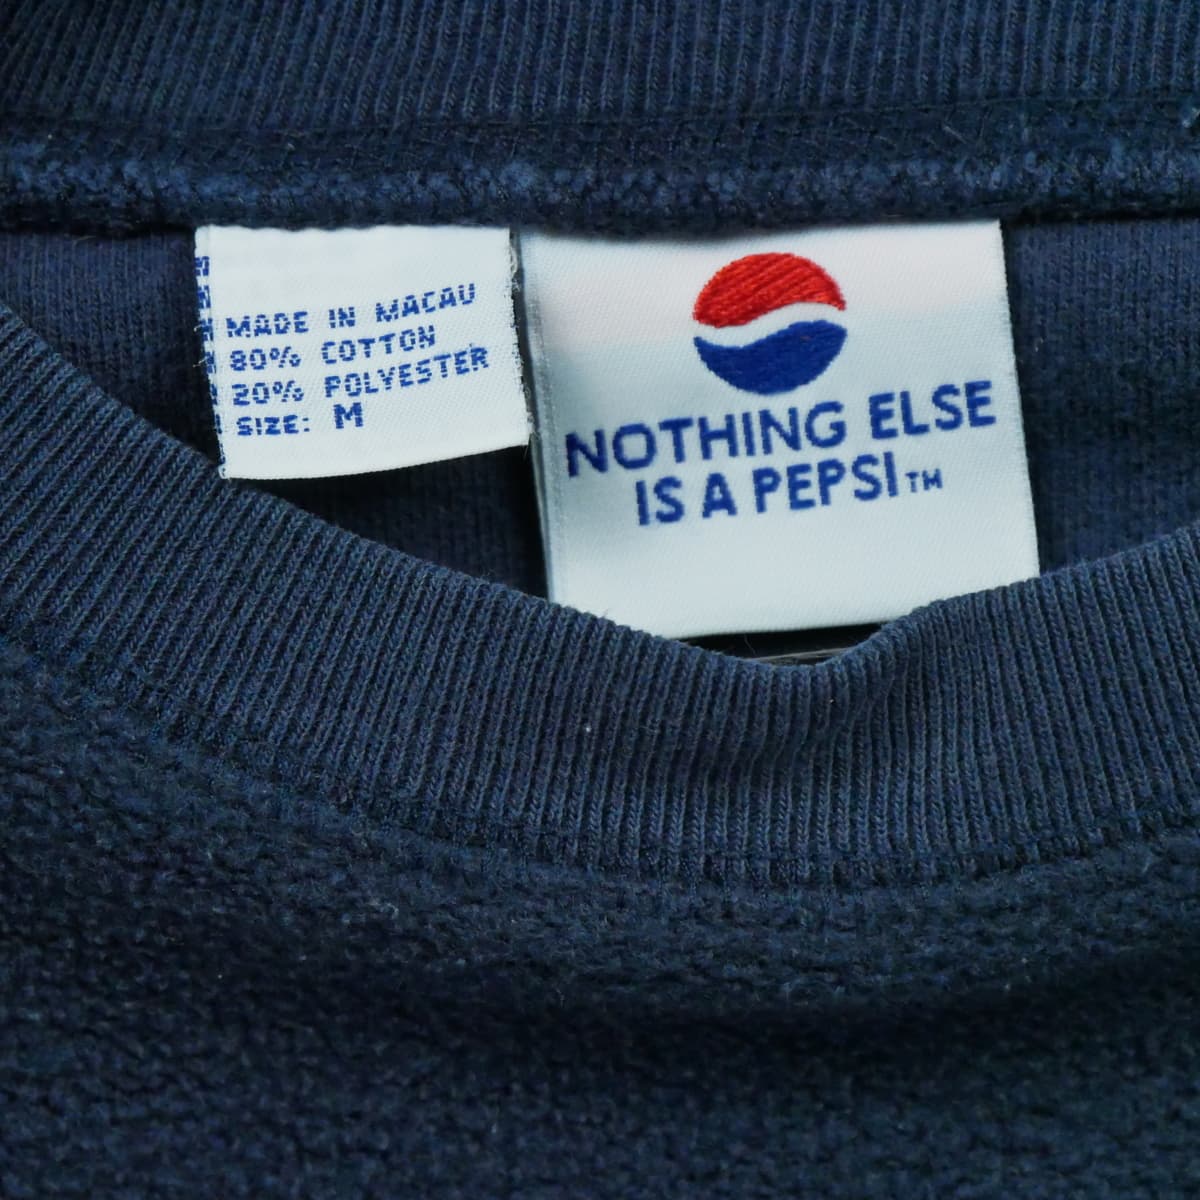 MADE IN MACAU
80% COTTON
20% POLYESTER
SIZE: M
NOTHING ELSE
IS A PEPSI™